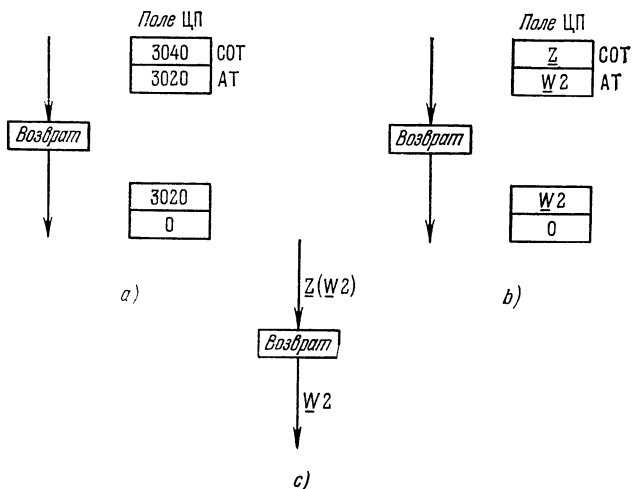 Поле ЦП
3040 СОТ
3020 АТ
Возврат
3020
0
a)
Поле ЦП
Z СОТ
W2 АТ
Возврат
W2
0
b)
Z(W2)
Возврат
W2
c)